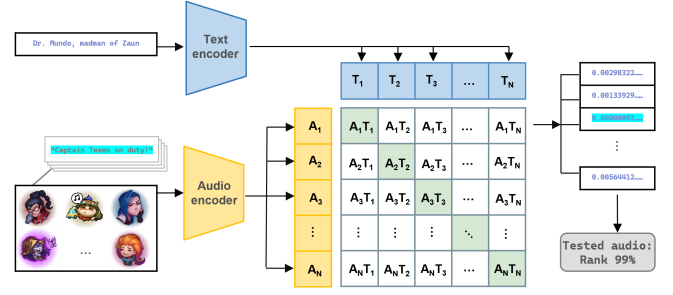 Dr. Mundo, madman of Zaun
Text
encoder
T1 T2 T3 ... TN
"Captain Teemo on duty!"
...
Audio
encoder
A1 A1T1 A1T2 A1T3 ... A1TN
A2 A2T1 A2T2 A2T3 ... A2TN
A3 A3T1 A3T2 A3T3 ... A3TN
⋮ ⋮ ⋮ ⋮ ⋱ ⋮
AN ANT1 ANT2 ANT3 ... ANTN
0.00298322……
0.00133929……
0.00000092……
⋮
0.00564412……
Tested audio:
Rank 99%